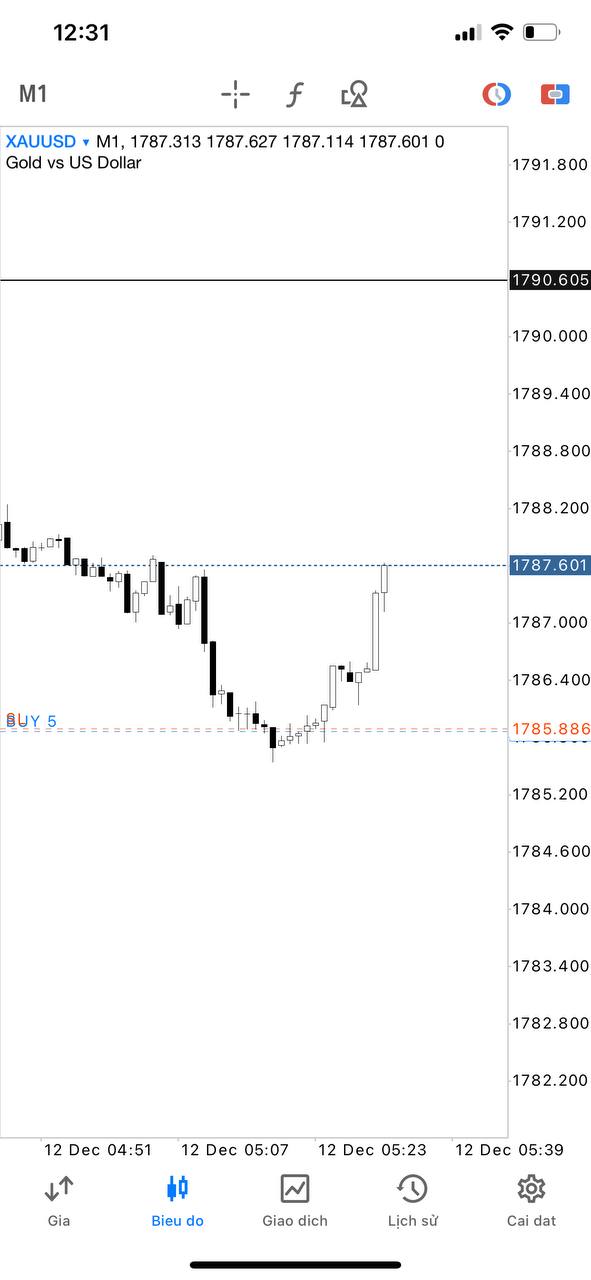 12:31
M1
XAUUSD ▾ M1, 1787.313 1787.627 1787.114 1787.601 0
Gold vs US Dollar
1791.800
1791.200
1790.605
1790.000
1789.400
1788.800
1788.200
1787.601
1787.000
1786.400
SL
BUY 5
1785.886
1785.200
1784.600
1784.000
1783.400
1782.800
1782.200
12 Dec 04:51 12 Dec 05:07 12 Dec 05:23 12 Dec 05:39
Gia Bieu do Giao dich Lịch sử Cai dat